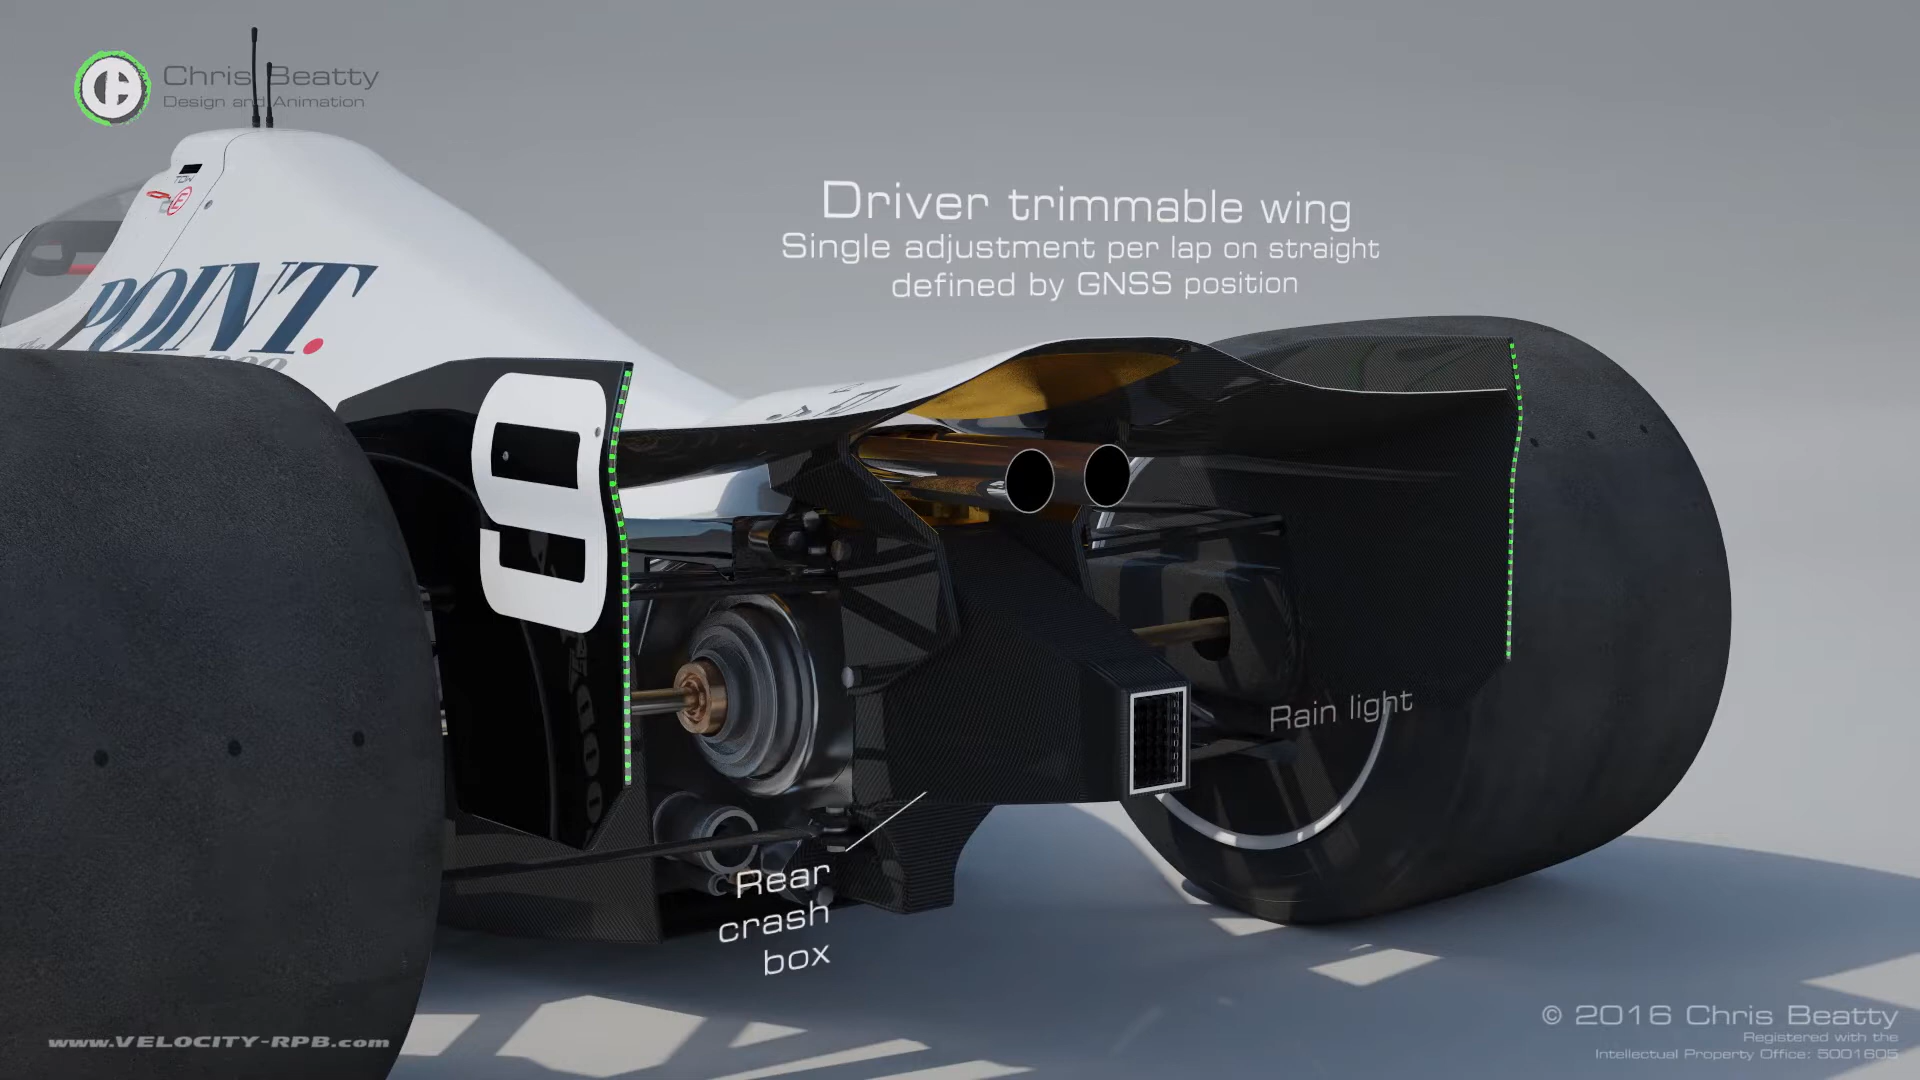 Chris Beatty
Design and Animation
TOW
E
POINT.
Driver trimmable wing
Single adjustment per lap on straight
defined by GNSS position
9
Rain light
Rear
crash
box
www.VELOCITY-RPB.com
© 2016 Chris Beatty
Registered with the
Intellectual Property Office: 5001605